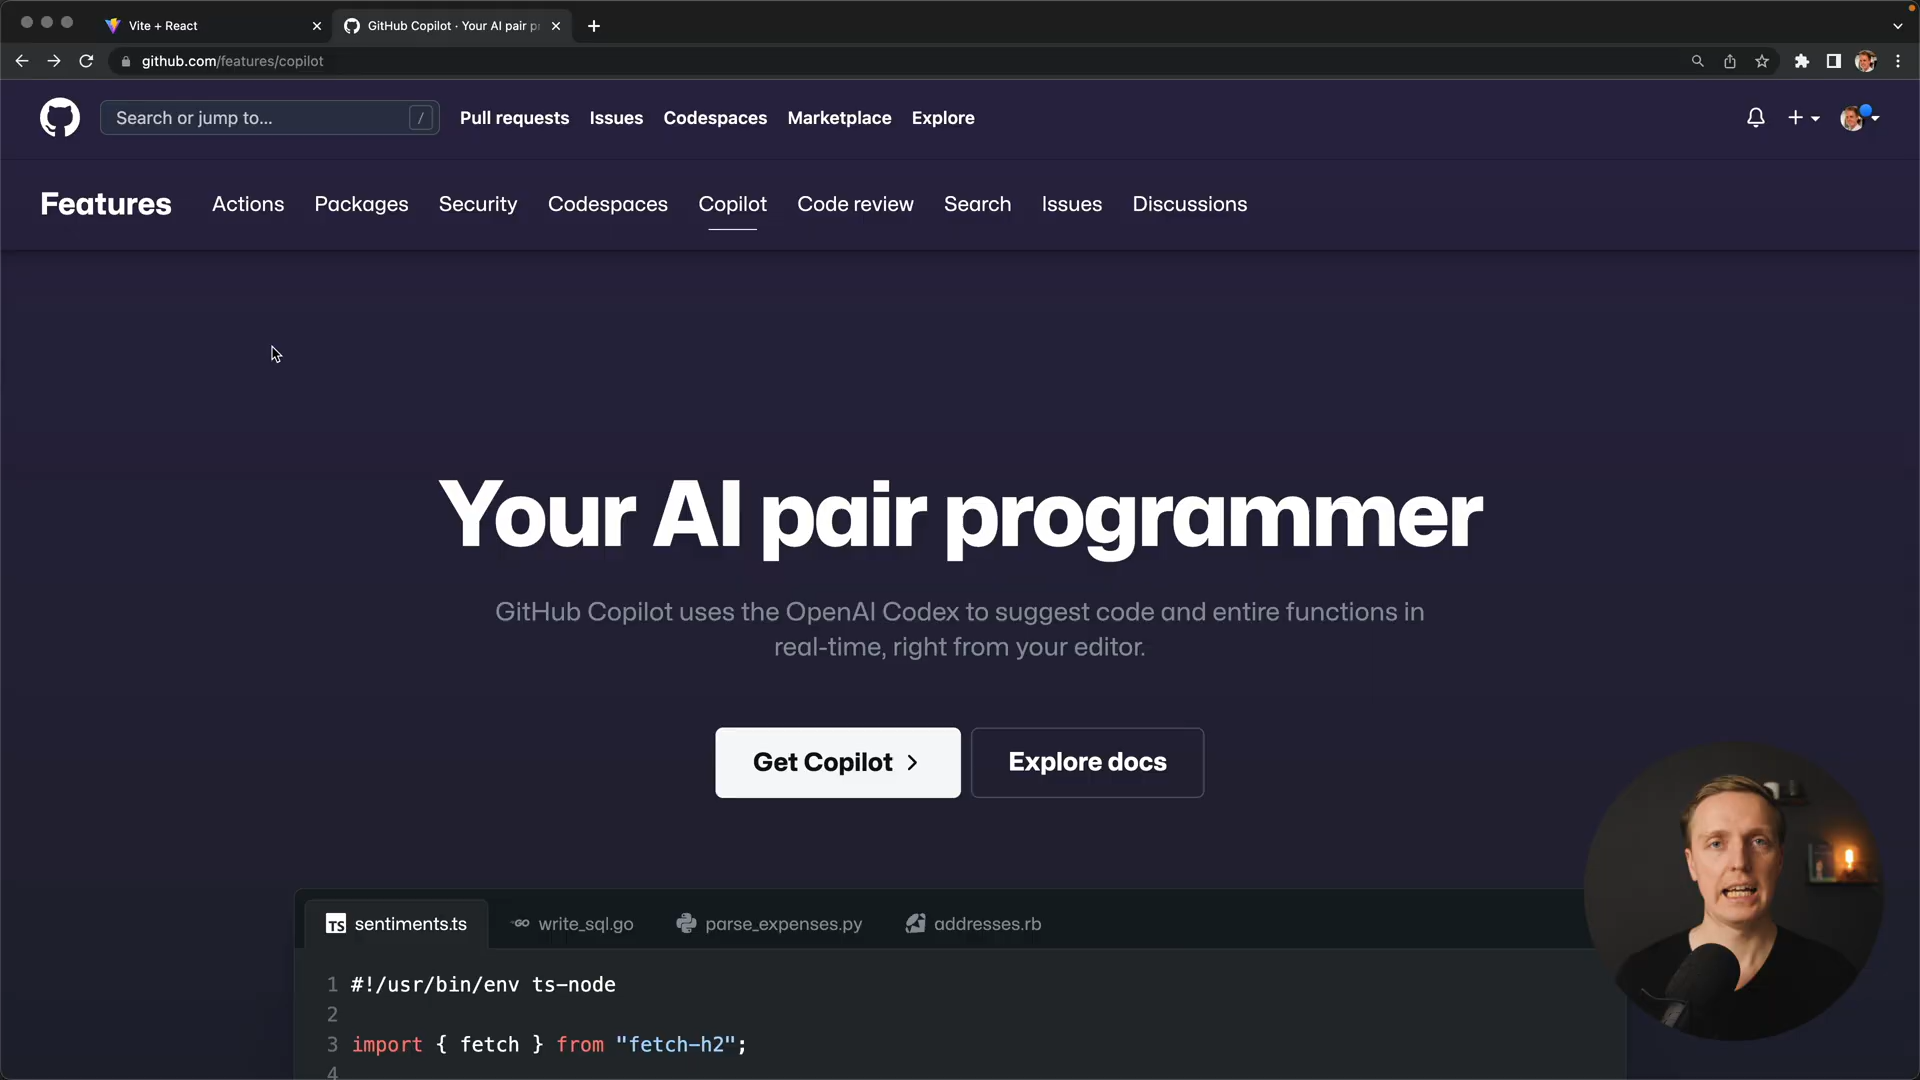 Vite + React
GitHub Copilot · Your AI pair p
github.com/features/copilot
Search or jump to... /
Pull requests Issues Codespaces Marketplace Explore
Features Actions Packages Security Codespaces Copilot Code review Search Issues Discussions
Your AI pair programmer
GitHub Copilot uses the OpenAI Codex to suggest code and entire functions in
real-time, right from your editor.
Get Copilot Explore docs
TS sentiments.ts write_sql.go parse_expenses.py addresses.rb
1 #!/usr/bin/env ts-node
2
3 import { fetch } from "fetch-h2";
4